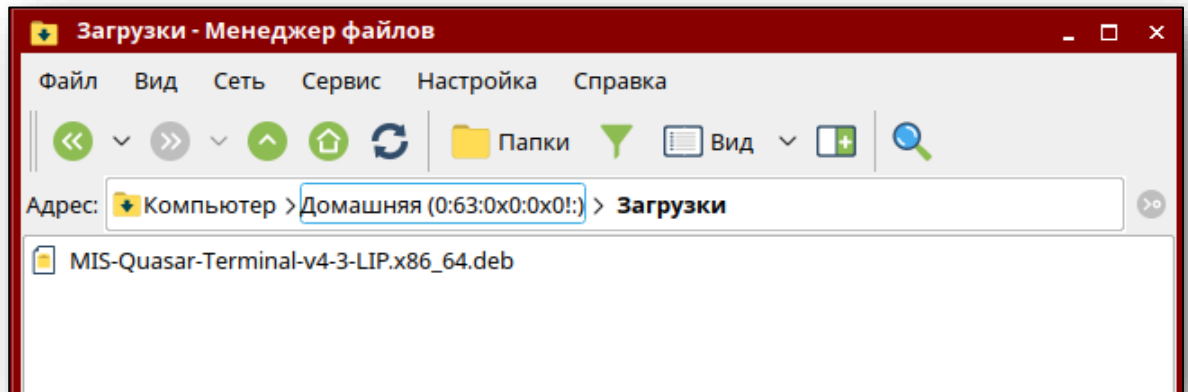 Загрузки - Менеджер файлов
Файл Вид Сеть Сервис Настройка Справка
Папки Вид
Адрес: Компьютер > Домашняя (0:63:0x0:0x0!:) > Загрузки
MIS-Quasar-Terminal-v4-3-LIP.x86_64.deb